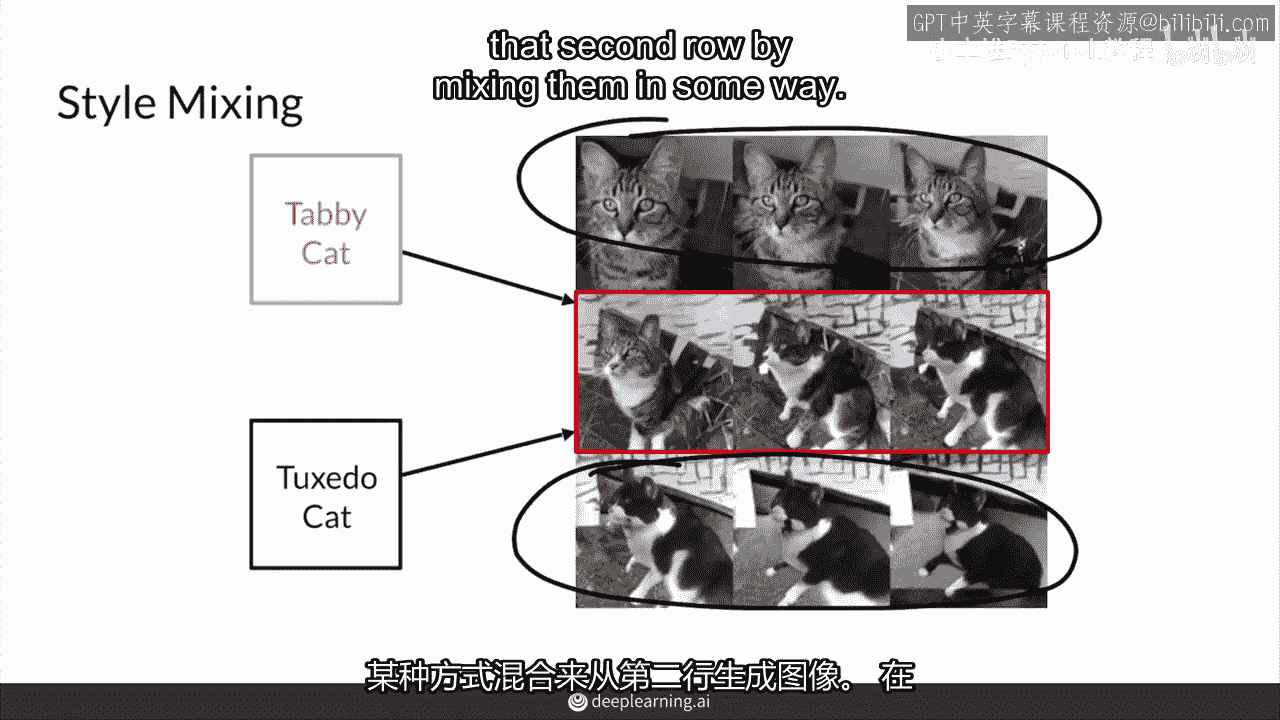 GPT中英字幕课程资源@bilibili.com
that second row by
mixing them in some way.
Style Mixing
Tabby
Cat
Tuxedo
Cat
某种方式混合来从第二行生成图像。 在
deeplearning.ai